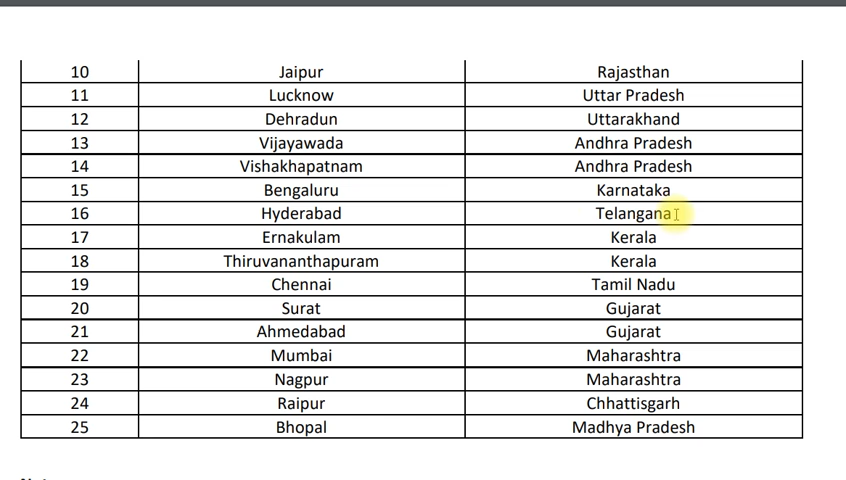 10 Jaipur Rajasthan
11 Lucknow Uttar Pradesh
12 Dehradun Uttarakhand
13 Vijayawada Andhra Pradesh
14 Vishakhapatnam Andhra Pradesh
15 Bengaluru Karnataka
16 Hyderabad Telangana
17 Ernakulam Kerala
18 Thiruvananthapuram Kerala
19 Chennai Tamil Nadu
20 Surat Gujarat
21 Ahmedabad Gujarat
22 Mumbai Maharashtra
23 Nagpur Maharashtra
24 Raipur Chhattisgarh
25 Bhopal Madhya Pradesh